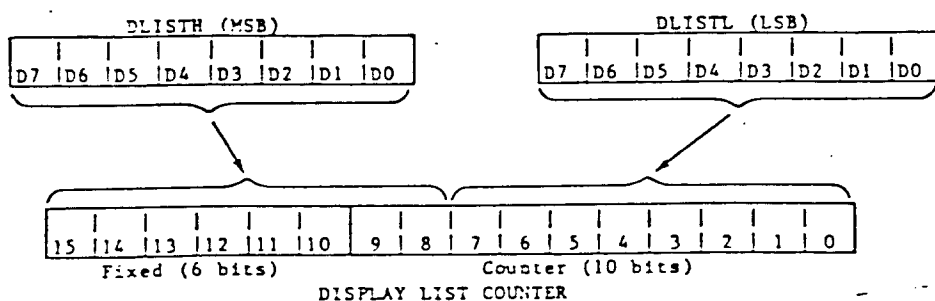 DLISTH (MSB) DLISTL (LSB)
D7 D6 D5 D4 D3 D2 D1 D0 D7 D6 D5 D4 D3 D2 D1 D0
15 14 13 12 11 10 9 8 7 6 5 4 3 2 1 0
Fixed (6 bits) Counter (10 bits)
DISPLAY LIST COUNTER